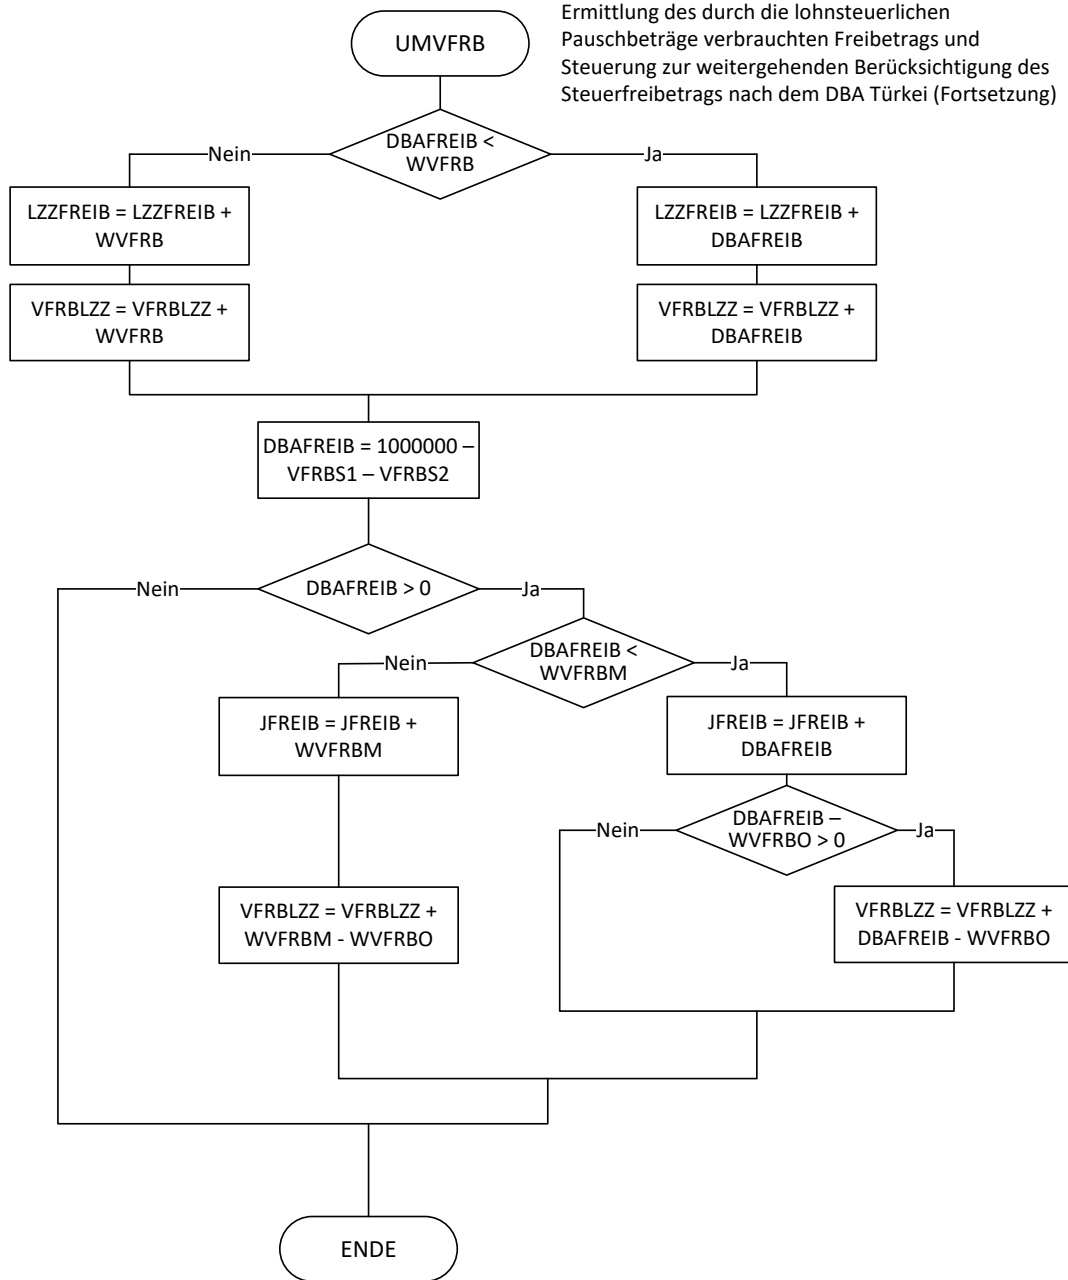 UMVFRB
Ermittlung des durch die lohnsteuerlichen
Pauschbeträge verbrauchten Freibetrags und
Steuerung zur weitergehenden Berücksichtigung des
Steuerfreibetrags nach dem DBA Türkei (Fortsetzung)
DBAFREIB <
WVFRB
Nein
Ja
LZZFREIB = LZZFREIB +
WVFRB
LZZFREIB = LZZFREIB +
DBAFREIB
VFRBLZZ = VFRBLZZ +
WVFRB
VFRBLZZ = VFRBLZZ +
DBAFREIB
DBAFREIB = 1000000 –
VFRBS1 – VFRBS2
Nein
DBAFREIB > 0
Ja
DBAFREIB <
WVFRBM
Nein
Ja
JFREIB = JFREIB +
WVFRBM
JFREIB = JFREIB +
DBAFREIB
DBAFREIB –
WVFRBO > 0
Nein
Ja
VFRBLZZ = VFRBLZZ +
WVFRBM - WVFRBO
VFRBLZZ = VFRBLZZ +
DBAFREIB - WVFRBO
ENDE